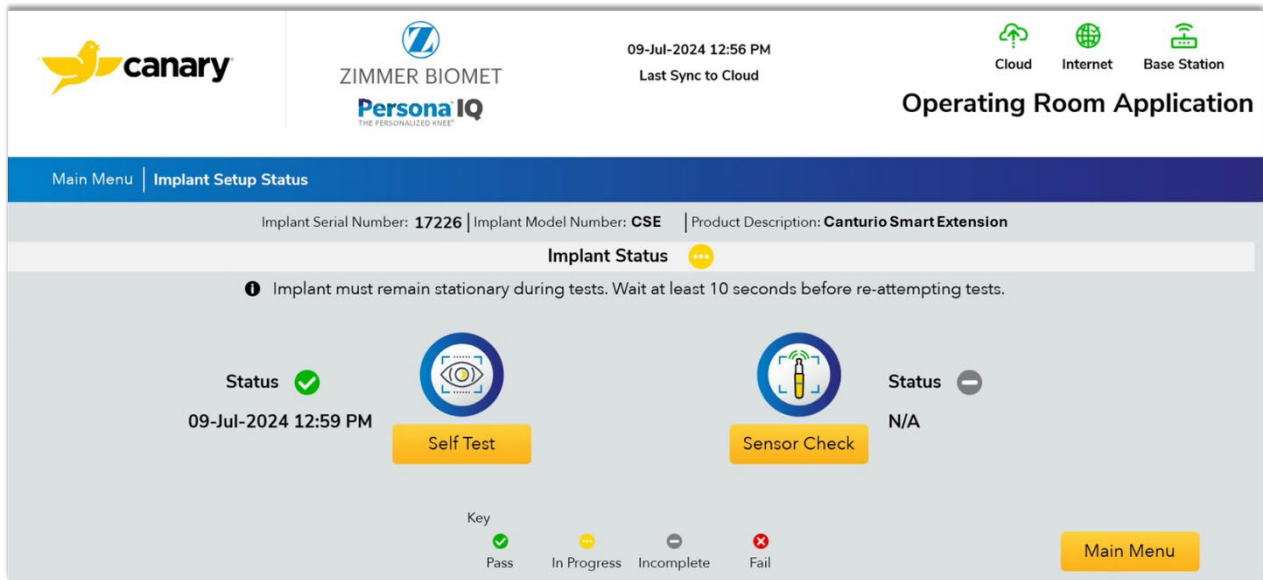 canary
ZIMMER BIOMET
Persona IQ
THE PERSONALIZED KNEE®
09-Jul-2024 12:56 PM
Last Sync to Cloud
Cloud Internet Base Station
Operating Room Application
Main Menu | Implant Setup Status
Implant Serial Number: 17226 | Implant Model Number: CSE | Product Description: Canturio Smart Extension
Implant Status
Implant must remain stationary during tests. Wait at least 10 seconds before re-attempting tests.
Status
09-Jul-2024 12:59 PM
Self Test
Sensor Check
Status
N/A
Key
Pass In Progress Incomplete Fail
Main Menu